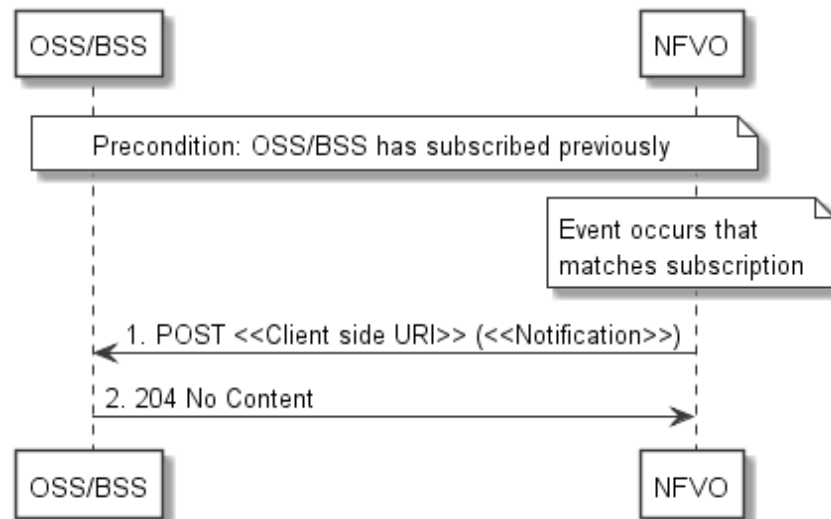 OSS/BSS
NFVO
Precondition: OSS/BSS has subscribed previously
Event occurs that
matches subscription
1. POST <<Client side URI>> (<<Notification>>)
2. 204 No Content
OSS/BSS
NFVO